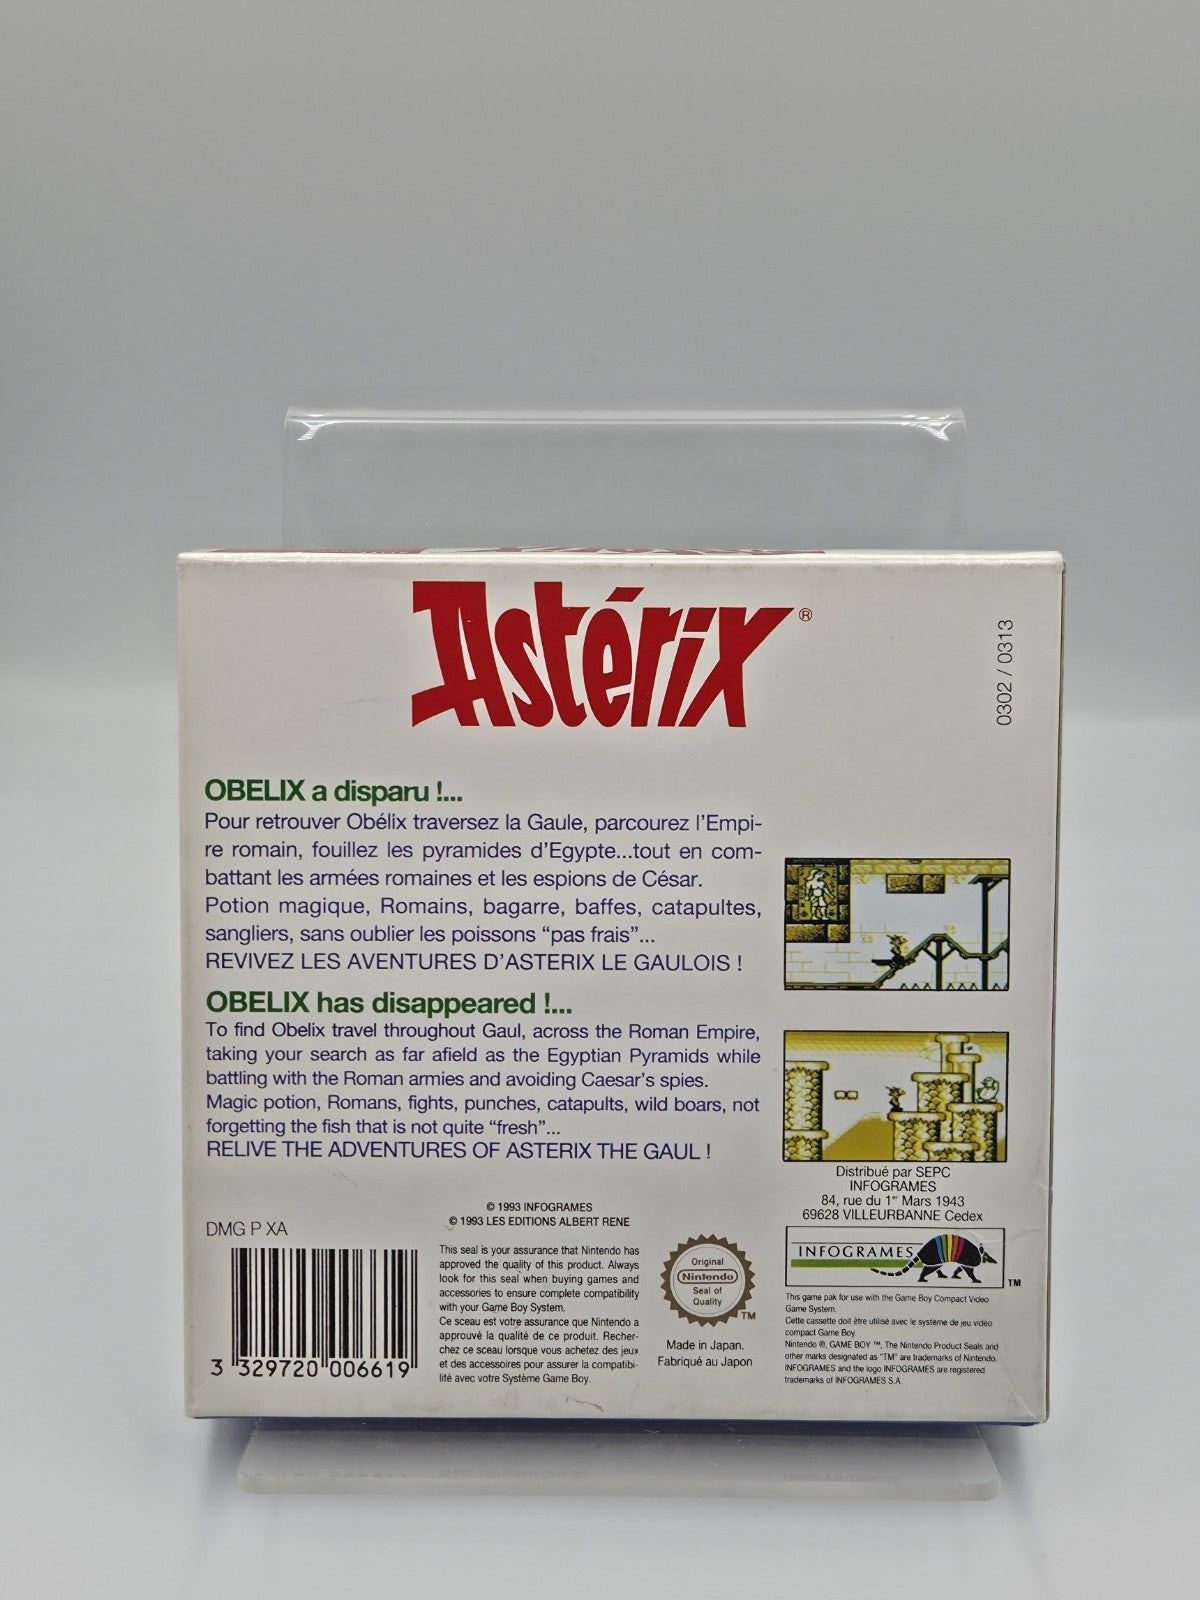 Astérix®
0302 / 0313
OBELIX a disparu !...
Pour retrouver Obélix traversez la Gaule, parcourez l'Empi-
re romain, fouillez les pyramides d'Egypte...tout en com-
battant les armées romaines et les espions de César.
Potion magique, Romains, bagarre, baffes, catapultes,
sangliers, sans oublier les poissons "pas frais"...
REVIVEZ LES AVENTURES D'ASTERIX LE GAULOIS !
OBELIX has disappeared !...
To find Obelix travel throughout Gaul, across the Roman Empire,
taking your search as far afield as the Egyptian Pyramids while
battling with the Roman armies and avoiding Caesar's spies.
Magic potion, Romans, fights, punches, catapults, wild boars, not
forgetting the fish that is not quite "fresh"...
RELIVE THE ADVENTURES OF ASTERIX THE GAUL !
Distribué par SEPC
INFOGRAMES
84, rue du 1er Mars 1943
69628 VILLEURBANNE Cedex
© 1993 INFOGRAMES
© 1993 LES EDITIONS ALBERT RENE
DMG P XA
3 329720 006619
This seal is your assurance that Nintendo has
approved the quality of this product. Always
look for this seal when buying games and
accessories to ensure complete compatibility
with your Game Boy System.
Ce sceau est votre assurance que Nintendo a
approuvé la qualité de ce produit. Recher-
chez ce sceau lorsque vous achetez des jeux
et des accessoires pour assurer la compatibi-
lité avec votre Système Game Boy.
Original
Nintendo
Seal of
Quality
TM
Made in Japan.
Fabriqué au Japon
INFOGRAMES
TM
This game pak for use with the Game Boy Compact Video
Game System.
Cette cassette doit être utilisé avec le système de jeu vidéo
compact Game Boy.
Nintendo ®, GAME BOY ™, The Nintendo Product Seals and
other marks designated as "TM" are trademarks of Nintendo.
INFOGRAMES and the logo INFOGRAMES are registered
trademarks of INFOGRAMES S.A.